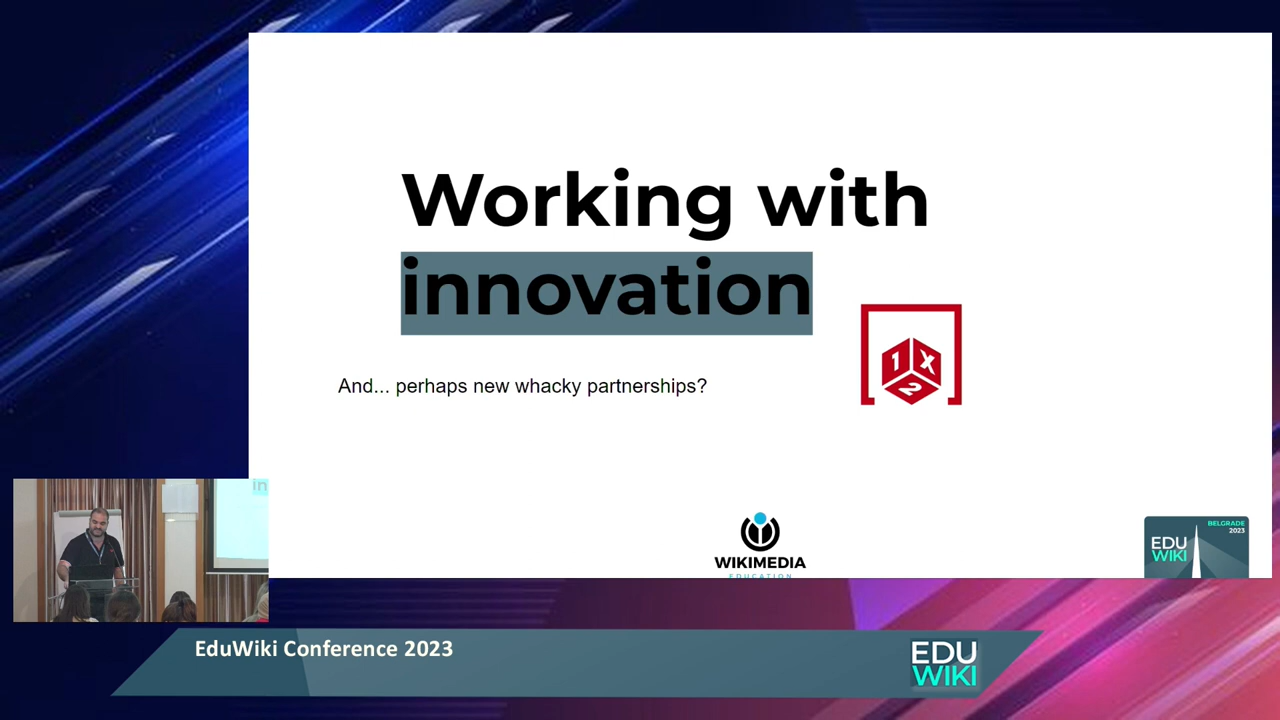 Working with
innovation
1 X
2
And... perhaps new whacky partnerships?
WIKIMEDIA
EDUCATION
BELGRADE
2023
EDU
WIKI
in
EduWiki Conference 2023
EDU
WIKI